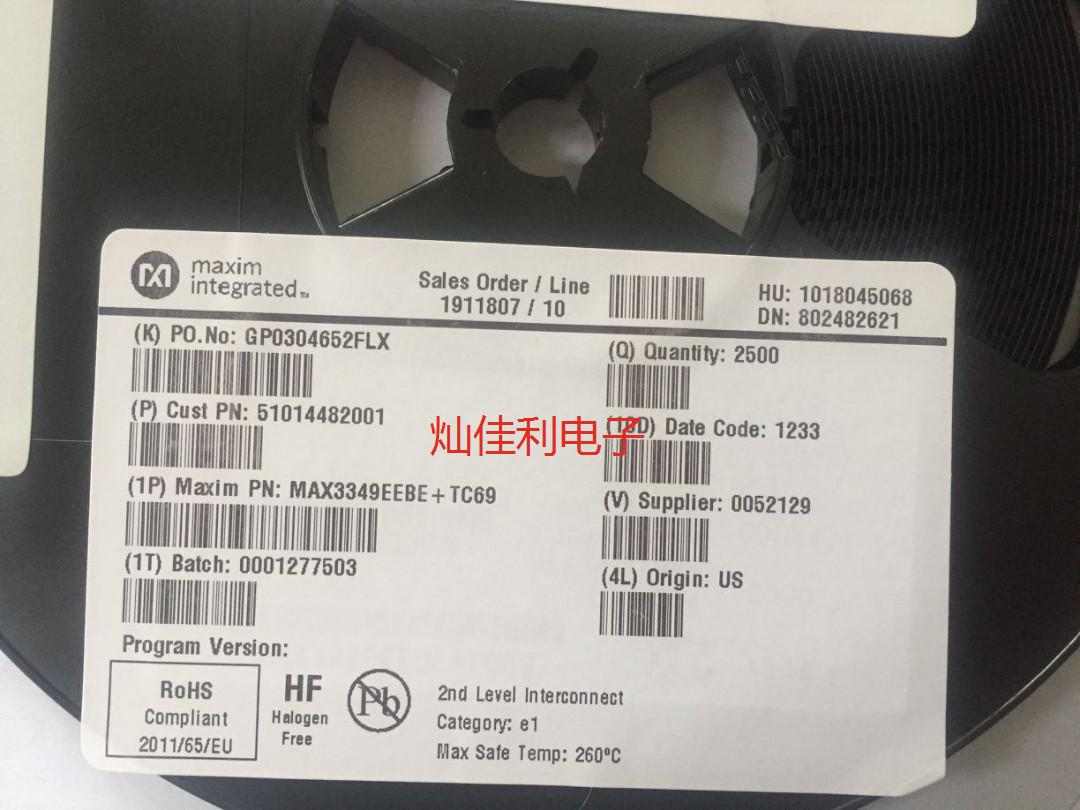 maxim
integrated™
Sales Order / Line
1911807 / 10
HU: 1018045068
DN: 802482621
(K) PO.No: GP0304652FLX
(Q) Quantity: 2500
(P) Cust PN: 51014482001
灿佳利电子
(10D) Date Code: 1233
(1P) Maxim PN: MAX3349EEBE+TC69
(V) Supplier: 0052129
(1T) Batch: 0001277503
(4L) Origin: US
Program Version:
RoHS
Compliant
2011/65/EU
HF
Halogen
Free
Pb
2nd Level Interconnect
Category: e1
Max Safe Temp: 260ºC